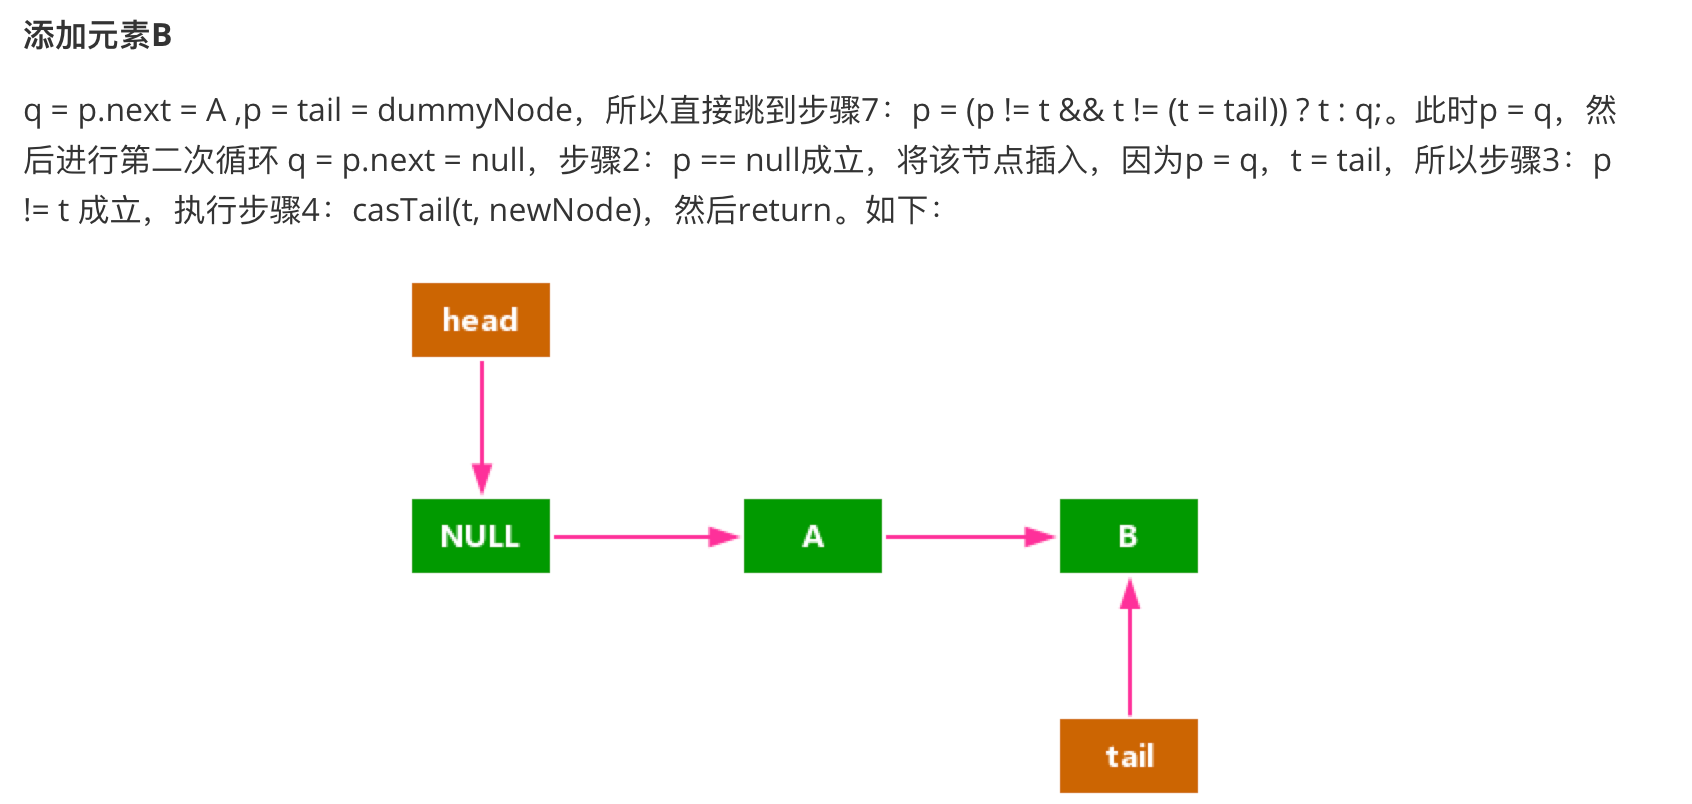 添加元素B
q = p.next = A ,p = tail = dummyNode，所以直接跳到步骤7：p = (p != t && t != (t = tail)) ? t : q;。此时p = q，然
后进行第二次循环 q = p.next = null，步骤2：p == null成立，将该节点插入，因为p = q，t = tail，所以步骤3：p
!= t 成立，执行步骤4：casTail(t, newNode)，然后return。如下：
head
NULL
A
B
tail